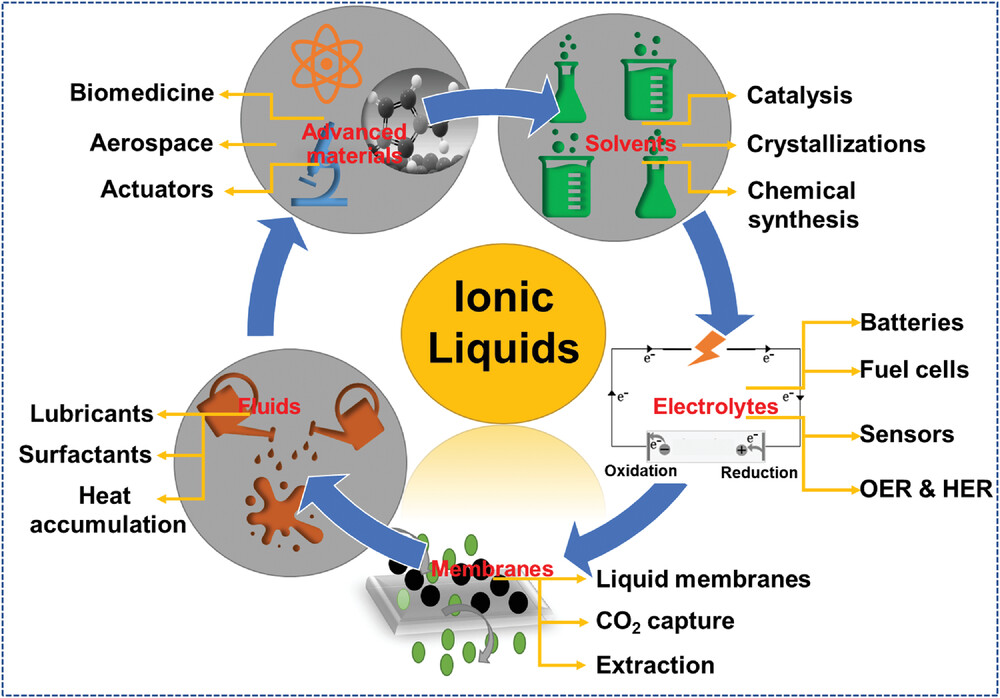 Biomedicine
Aerospace
Actuators
Advanced
materials
Solvents
Catalysis
Crystallizations
Chemical
synthesis
Ionic
Liquids
Batteries
Fuel cells
Sensors
OER & HER
e-
e-
e-
e-
Electrolytes
e-
e-
Oxidation
Reduction
Fluids
Lubricants
Surfactants
Heat
accumulation
Membranes
Liquid membranes
CO₂ capture
Extraction